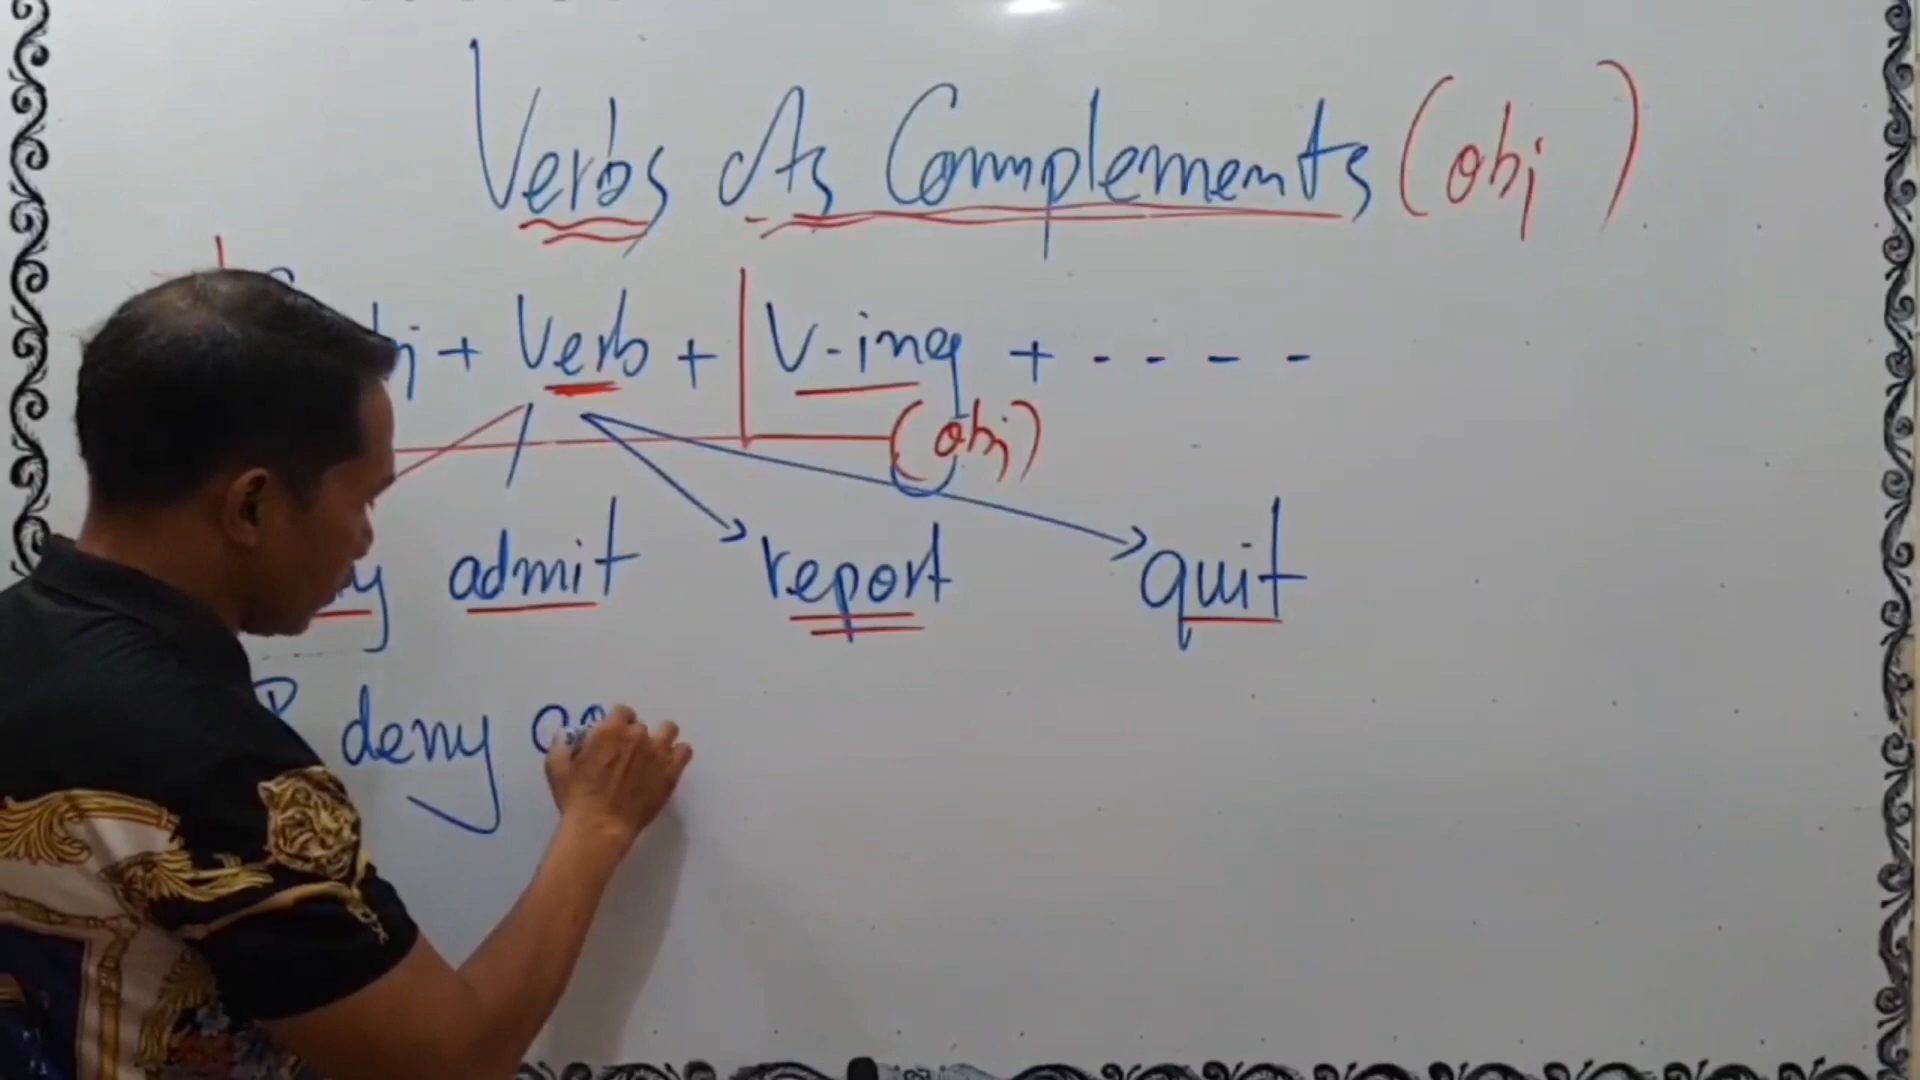 Verbs As Complements (obj)
+ Verb + V-ing + - - - -
(obj)
admit report quit
deny